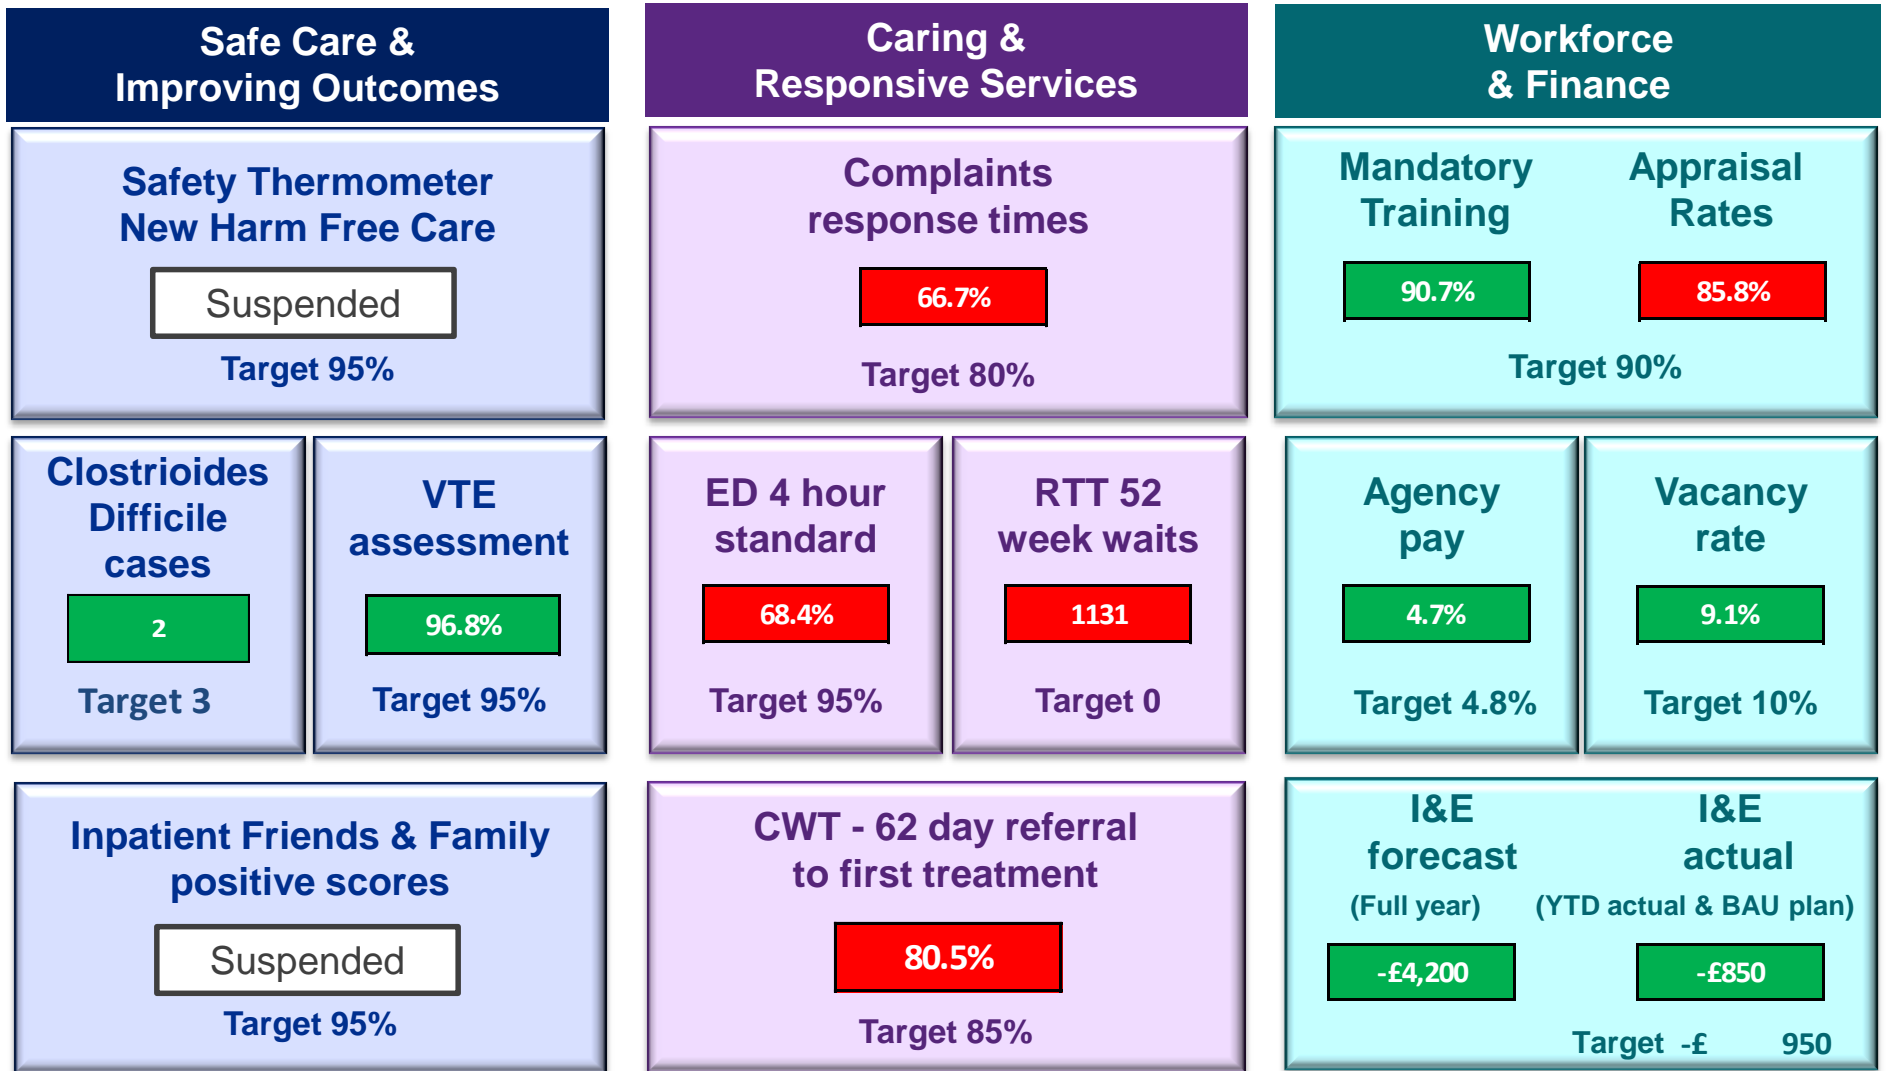 Safe Care &
Improving Outcomes
Safety Thermometer
New Harm Free Care
Suspended
Target 95%
Clostrioides
Difficile
cases
2
Target 3
VTE
assessment
96.8%
Target 95%
Inpatient Friends & Family
positive scores
Suspended
Target 95%
Caring &
Responsive Services
Complaints
response times
66.7%
Target 80%
ED 4 hour
standard
68.4%
Target 95%
RTT 52
week waits
1131
Target 0
CWT - 62 day referral
to first treatment
80.5%
Target 85%
Workforce
& Finance
Mandatory
Training
90.7%
Appraisal
Rates
85.8%
Target 90%
Agency
pay
4.7%
Target 4.8%
Vacancy
rate
9.1%
Target 10%
I&E
forecast
(Full year)
-£4,200
I&E
actual
(YTD actual & BAU plan)
-£850
Target -£ 950